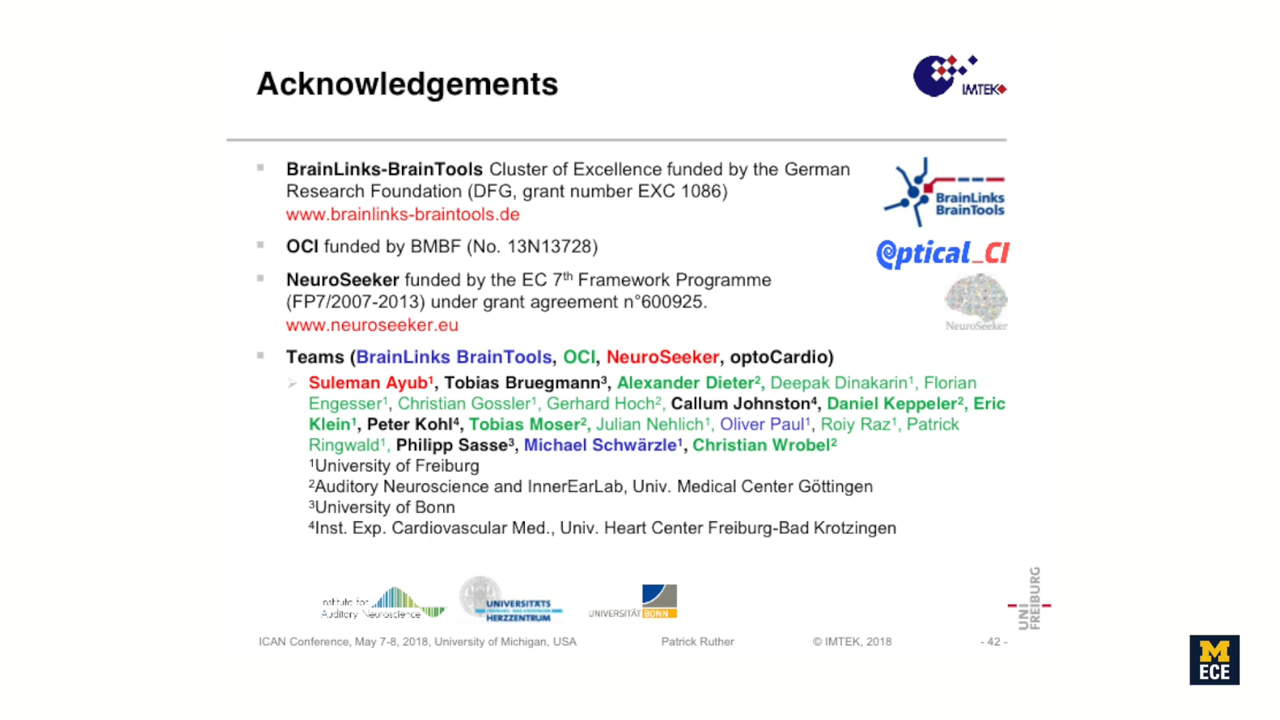 Acknowledgements
IMTEK
BrainLinks-BrainTools Cluster of Excellence funded by the German
Research Foundation (DFG, grant number EXC 1086)
www.brainlinks-braintools.de
BrainLinks
BrainTools
OCI funded by BMBF (No. 13N13728)
Optical_CI
NeuroSeeker funded by the EC 7th Framework Programme
(FP7/2007-2013) under grant agreement n°600925.
www.neuroseeker.eu
NeuroSeeker
Teams (BrainLinks BrainTools, OCI, NeuroSeeker, optoCardio)
Suleman Ayub¹, Tobias Bruegmann³, Alexander Dieter², Deepak Dinakarin¹, Florian
Engesser¹, Christian Gossler¹, Gerhard Hoch², Callum Johnston⁴, Daniel Keppeler², Eric
Klein¹, Peter Kohl⁴, Tobias Moser², Julian Nehlich¹, Oliver Paul¹, Roiy Raz¹, Patrick
Ringwald¹, Philipp Sasse³, Michael Schwärzle¹, Christian Wrobel²
¹University of Freiburg
²Auditory Neuroscience and InnerEarLab, Univ. Medical Center Göttingen
³University of Bonn
⁴Inst. Exp. Cardiovascular Med., Univ. Heart Center Freiburg-Bad Krotzingen
Institute for
Auditory Neuroscience
UNIVERSITÄTS
HERZZENTRUM
UNIVERSITÄT BONN
UNI
FREIBURG
ICAN Conference, May 7-8, 2018, University of Michigan, USA
Patrick Ruther
© IMTEK, 2018
- 42 -
M
ECE